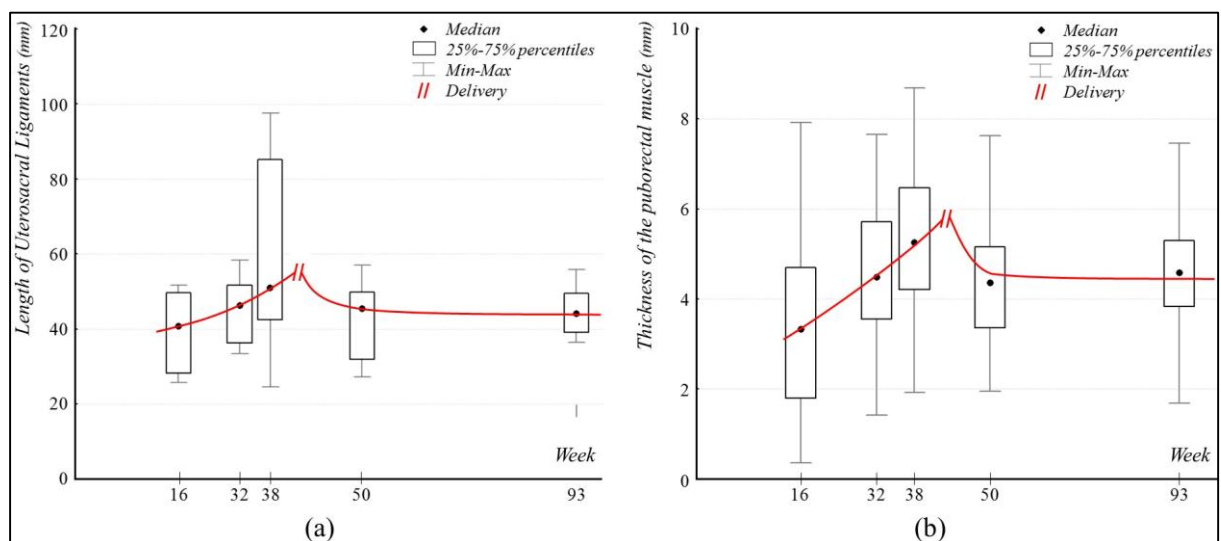 120
100
80
60
40
20
0
Length of Uterosacral Ligaments (mm)
Median
25%-75% percentiles
Min-Max
Delivery
Week
16 32 38 50 93
(a)
10
8
6
4
2
0
Thickness of the puborectal muscle (mm)
Median
25%-75% percentiles
Min-Max
Delivery
Week
16 32 38 50 93
(b)